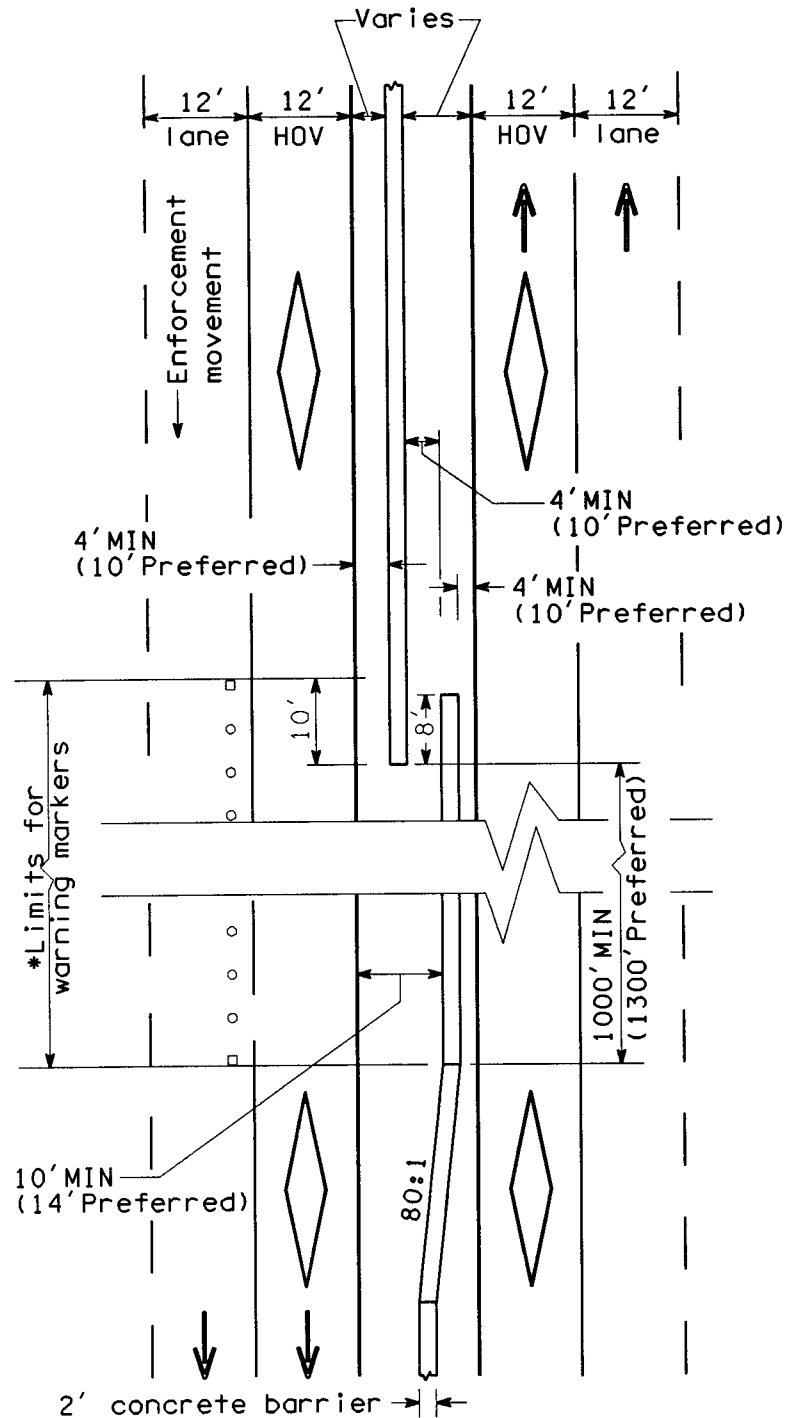 Varies
12' 12' 12' 12'
lane HOV HOV lane
Enforcement
movement
4' MIN
(10' Preferred)
4' MIN
(10' Preferred)
4' MIN
(10' Preferred)
10'
8'
*Limits for
warning markers
1000' MIN
(1300' Preferred)
10' MIN
(14' Preferred)
80:1
2' concrete barrier